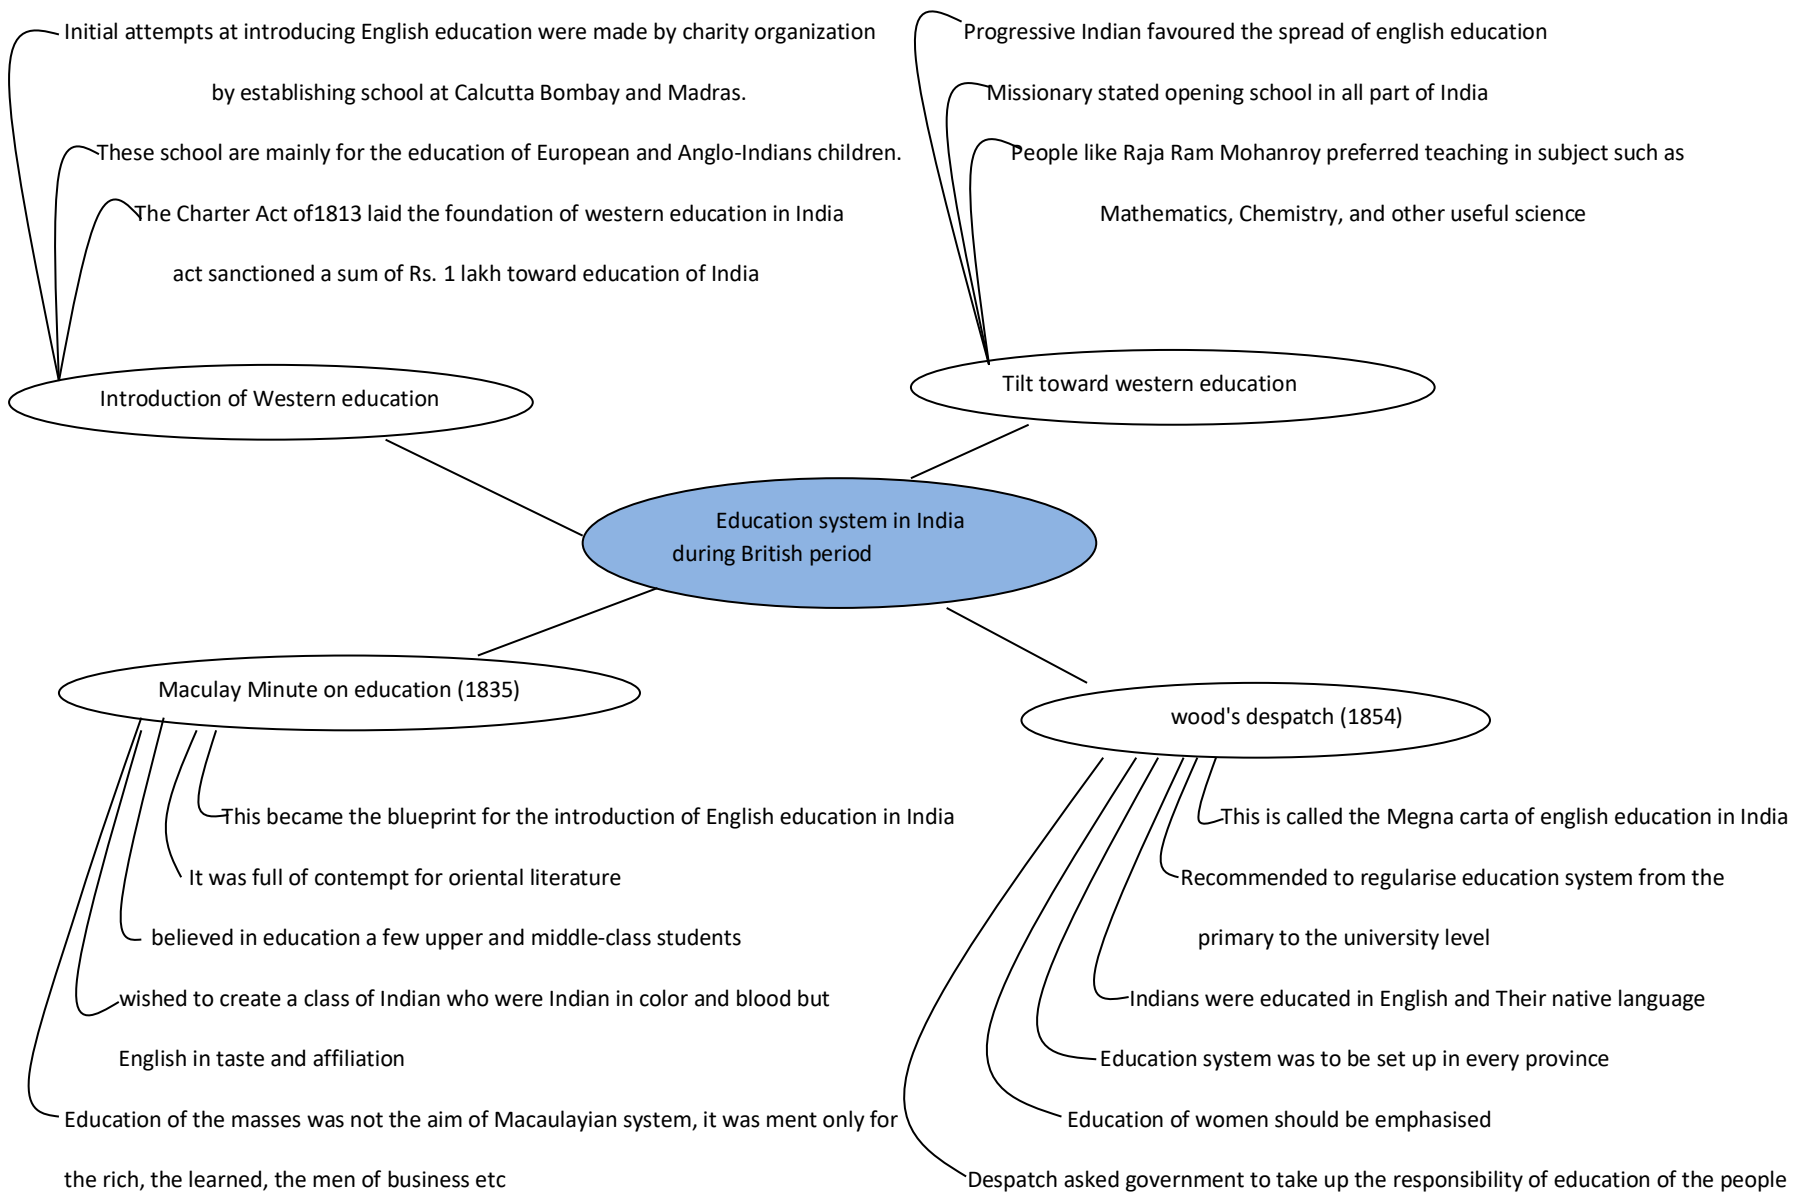 Initial attempts at introducing English education were made by charity organization
by establishing school at Calcutta Bombay and Madras.
These school are mainly for the education of European and Anglo-Indians children.
The Charter Act of1813 laid the foundation of western education in India
act sanctioned a sum of Rs. 1 lakh toward education of India
Introduction of Western education
Progressive Indian favoured the spread of english education
Missionary stated opening school in all part of India
People like Raja Ram Mohanroy preferred teaching in subject such as
Mathematics, Chemistry, and other useful science
Tilt toward western education
Education system in India
during British period
Maculay Minute on education (1835)
This became the blueprint for the introduction of English education in India
It was full of contempt for oriental literature
believed in education a few upper and middle-class students
wished to create a class of Indian who were Indian in color and blood but
English in taste and affiliation
Education of the masses was not the aim of Macaulayian system, it was ment only for
the rich, the learned, the men of business etc
wood's despatch (1854)
This is called the Megna carta of english education in India
Recommended to regularise education system from the
primary to the university level
Indians were educated in English and Their native language
Education system was to be set up in every province
Education of women should be emphasised
Despatch asked government to take up the responsibility of education of the people